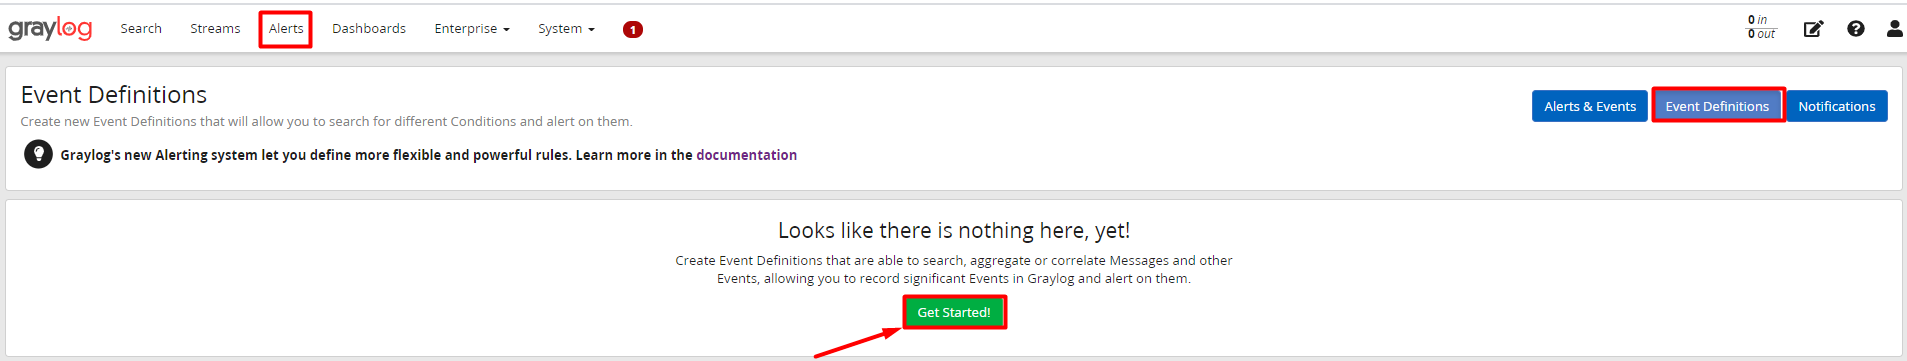 graylog Search Streams Alerts Dashboards Enterprise System 1 0 in
0 out
Event Definitions
Create new Event Definitions that will allow you to search for different Conditions and alert on them.
Alerts & Events Event Definitions Notifications
Graylog's new Alerting system let you define more flexible and powerful rules. Learn more in the documentation
Looks like there is nothing here, yet!
Create Event Definitions that are able to search, aggregate or correlate Messages and other
Events, allowing you to record significant Events in Graylog and alert on them.
Get Started!